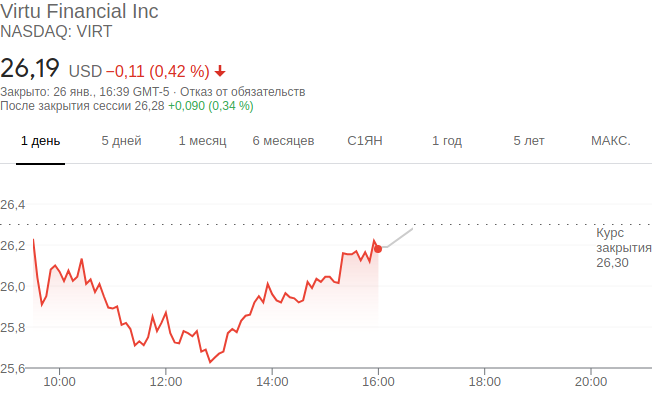 Virtu Financial Inc
NASDAQ: VIRT
26,19 USD −0,11 (0,42 %)
Закрыто: 26 янв., 16:39 GMT-5 · Отказ от обязательств
После закрытия сессии 26,28 +0,090 (0,34 %)
1 день 5 дней 1 месяц 6 месяцев С1ЯН 1 год 5 лет МАКС.
26,4
Курс
закрытия
26,30
26,2
26,0
25,8
25,6
10:00 12:00 14:00 16:00 18:00 20:00